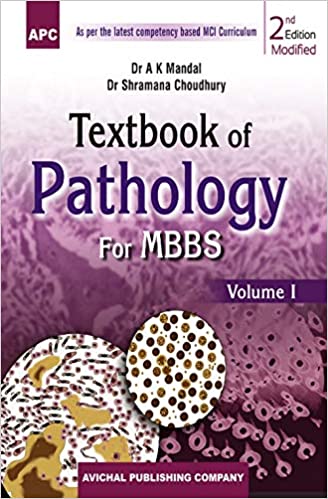 APC
As per the latest competency based MCI Curriculum
2nd
Edition
Modified
Dr A K Mandal
Dr Shramana Choudhury
Textbook of
Pathology
For MBBS
Volume I
AVICHAL PUBLISHING COMPANY